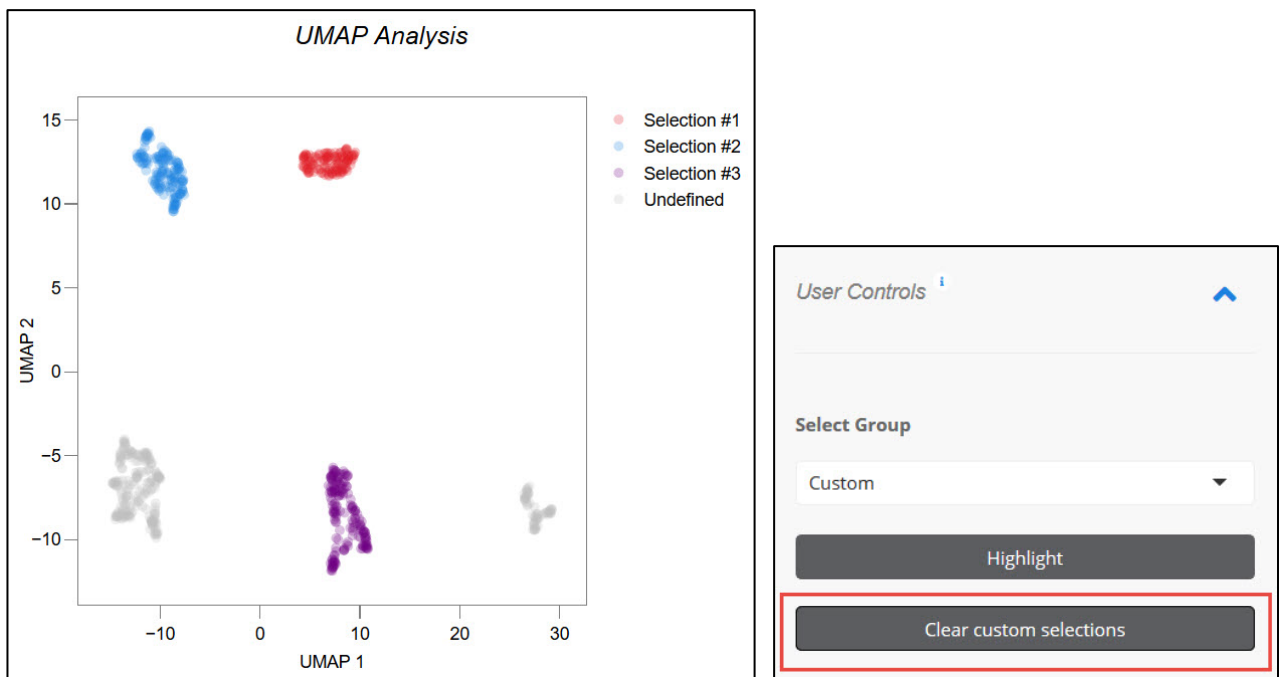 UMAP Analysis
Selection #1
Selection #2
Selection #3
Undefined
15
10
5
0
−5
−10
UMAP 2
−10
0
10
20
30
UMAP 1
User Controls i
Select Group
Custom
Highlight
Clear custom selections